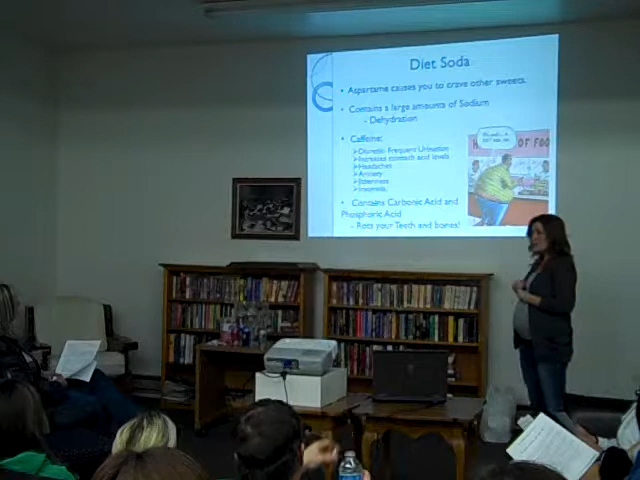 Diet Soda
• Aspartame causes you to crave other sweets.
• Contains a large amounts of Sodium
- Dehydration
• Caffeine:
➢Diuretic- Frequent Urination
➢Increases stomach acid levels
➢Headaches
➢Anxiety
➢Jitteriness
➢Insomnia
• Contains Carbonic Acid and
Phosphoric Acid
- Rots your Teeth and bones!
OF FOO